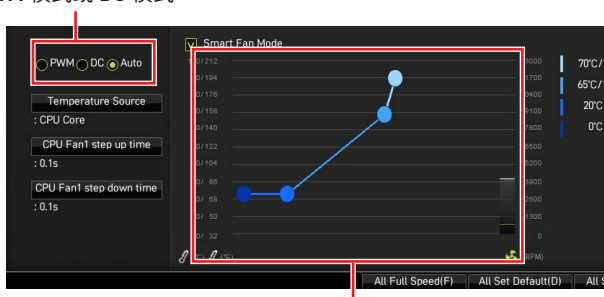 Smart Fan Mode
PWM DC Auto
Temperature Source
: CPU Core
CPU Fan1 step up time
: 0.1s
CPU Fan1 step down time
: 0.1s
0/212
0/194
0/176
0/158
0/140
0/122
0/104
0/ 86
0/ 68
0/ 50
0/ 32
3000
1700
0400
9100
7800
6500
5200
3900
2600
1300
0
(℉)
(RPM)
70℃/
65℃/
20℃
0℃
All Full Speed(F)
All Set Default(D)
All